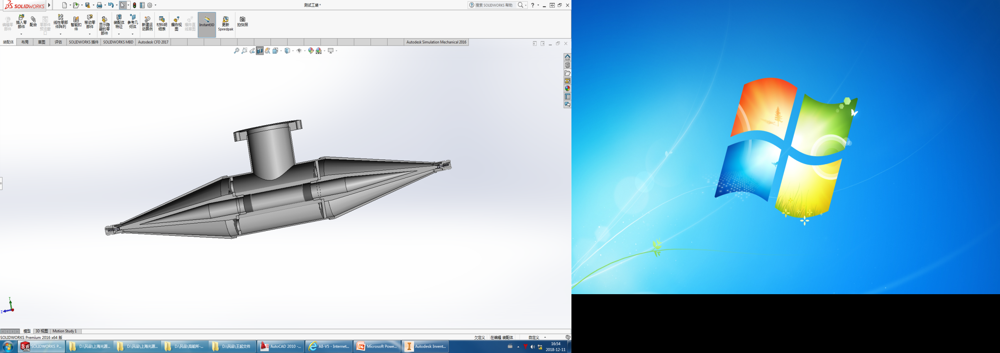 SOLIDWORKS
测试工装 *
搜索 SOLIDWORKS 帮助
编辑零部件
插入零部件
配合
零部件预览窗口
线性零部件阵列
智能扣件
移动零部件
显示隐藏的零部件
装配体特征
参考几何体
新建运动算例
材料明细表
爆炸视图
爆炸直线草图
Instant3D
更新 Speedpak
拍快照
装配体 布局 草图 评估 SOLIDWORKS 插件 SOLIDWORKS MBD Autodesk CFD 2017 Autodesk Simulation Mechanical 2016
Y
Z
模型 3D 视图 Motion Study 1
SOLIDWORKS Premium 2016 x64 版
欠定义 在编辑 装配体 自定义
SW 2016
SOLIDWORKS P...
D:\民品\上海光源...
D:\民品\上海光源...
D:\民品\高能所-...
D:\民品\王起文件
AutoCAD 2010 -...
A8-V5 - Internet...
Microsoft Powe...
Autodesk Invent...
16:54
2018-12-11